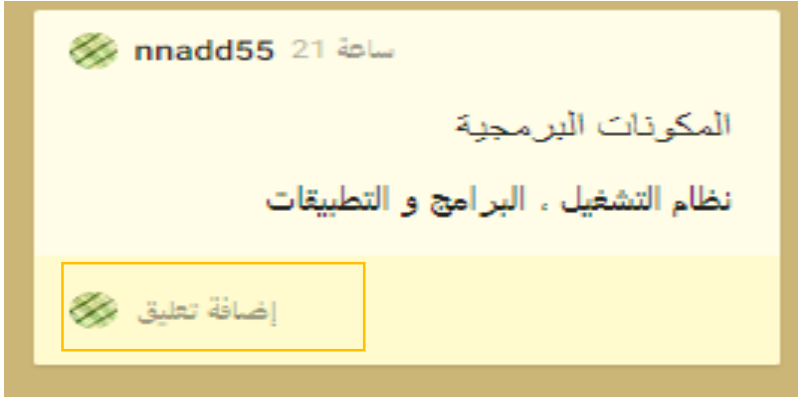 nnadd55 21 ساعة
المكونات البرمجية
نظام التشغيل ، البرامج و التطبيقات
إضافة تعليق